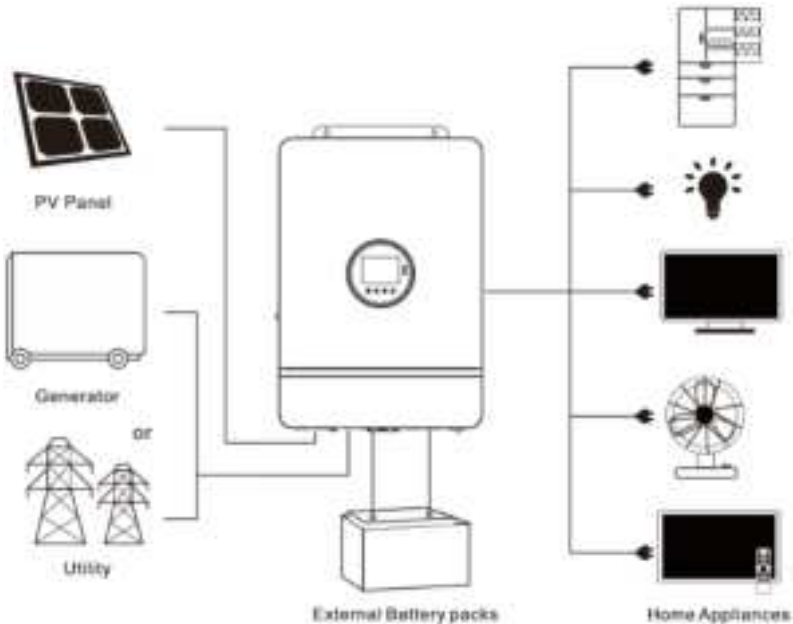 PV Panel
Generator
or
Utility
External Battery packs
Home Appliances